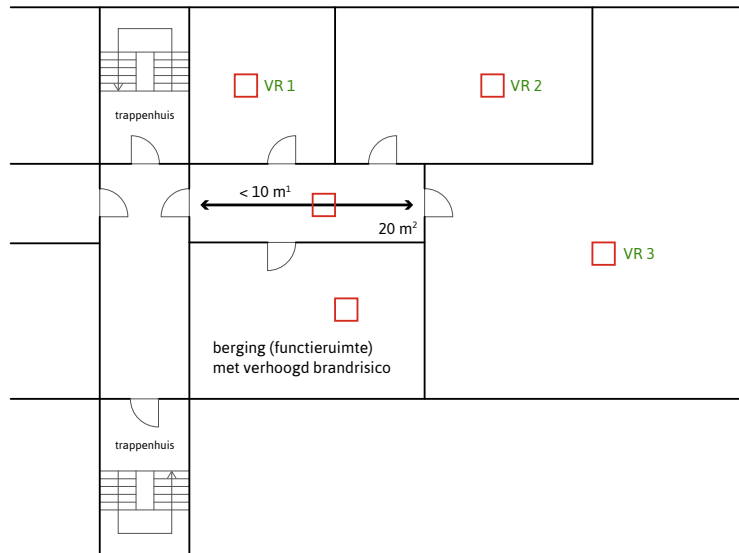 VR 1
VR 2
trappenhuis
< 10 m¹
20 m²
VR 3
berging (functieruimte)
met verhoogd brandrisico
trappenhuis